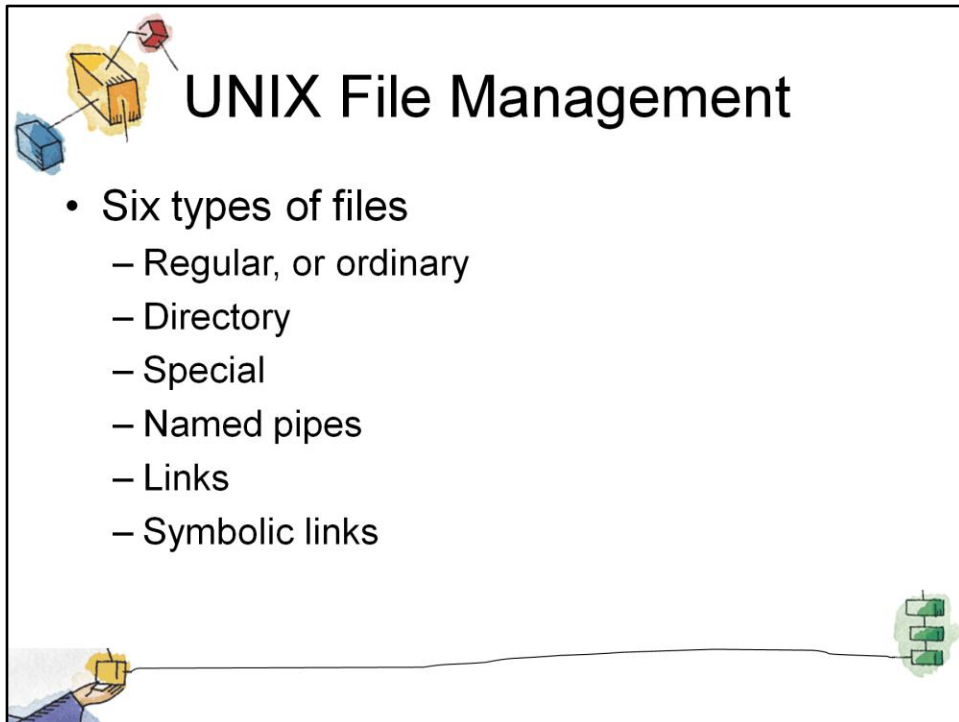 UNIX File Management
• Six types of files
– Regular, or ordinary
– Directory
– Special
– Named pipes
– Links
– Symbolic links